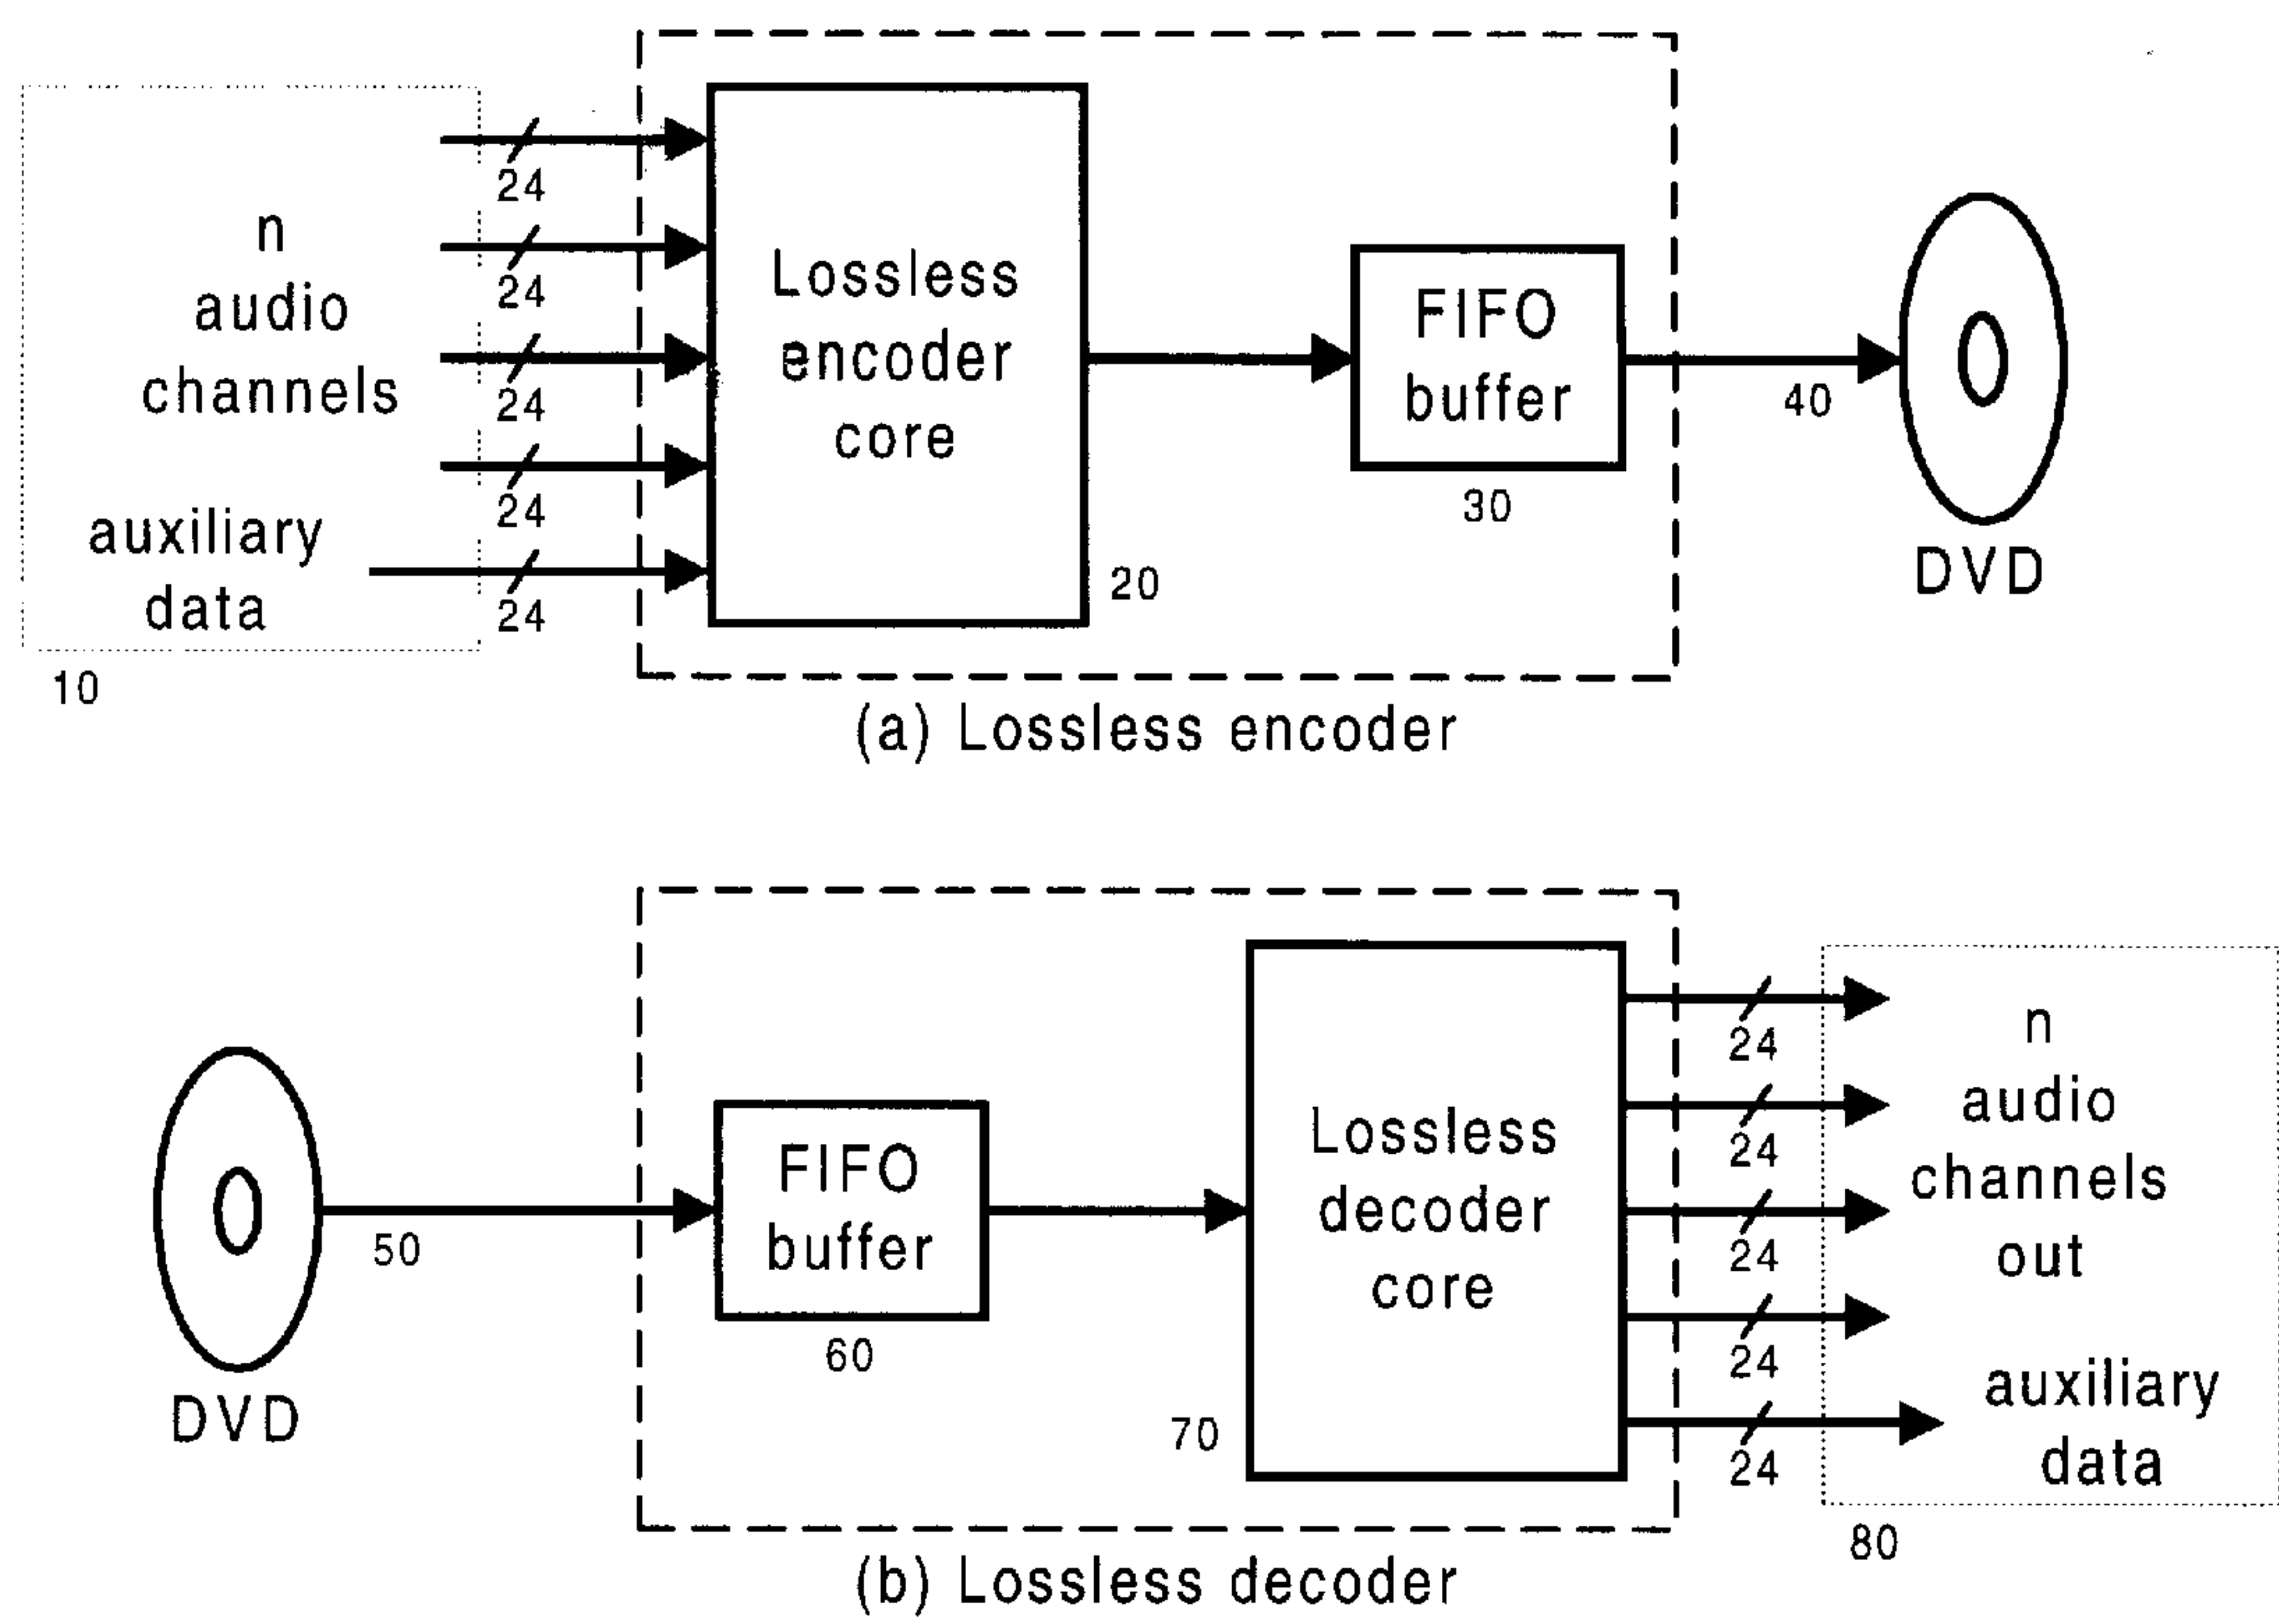 n
audio
channels
auxiliary
data
10
24
24
24
24
24
Lossless
encoder
core
20
FIFO
buffer
30
40
DVD
(a) Lossless encoder
DVD
50
FIFO
buffer
60
Lossless
decoder
core
70
24
24
24
24
24
n
audio
channels
out
auxiliary
data
80
(b) Lossless decoder